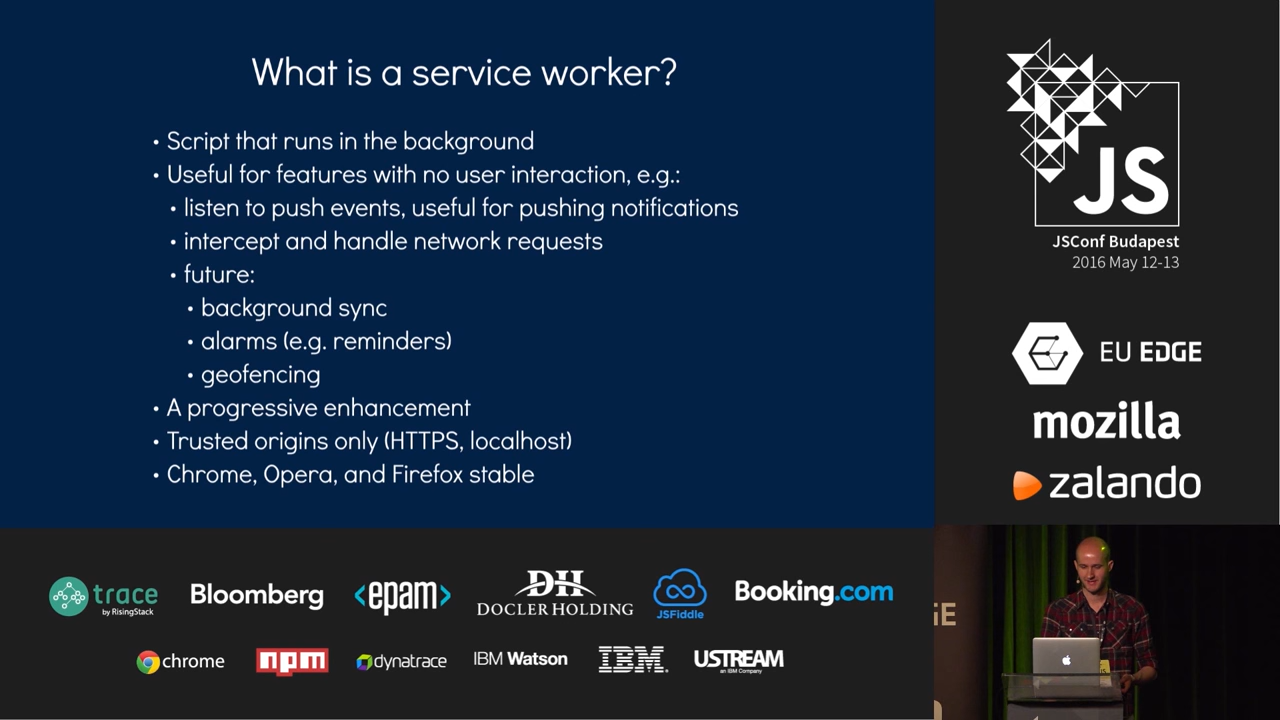 What is a service worker?
• Script that runs in the background
• Useful for features with no user interaction, e.g.:
• listen to push events, useful for pushing notifications
• intercept and handle network requests
• future:
• background sync
• alarms (e.g. reminders)
• geofencing
• A progressive enhancement
• Trusted origins only (HTTPS, localhost)
• Chrome, Opera, and Firefox stable
JS
JSConf Budapest
2016 May 12-13
EU EDGE
mozilla
zalando
trace
by RisingStack
Bloomberg
<epam>
DH
DOCLER HOLDING
JSFiddle
Booking.com
chrome
npm
dynatrace
IBM Watson
IBM
USTREAM
an IBM Company
GE